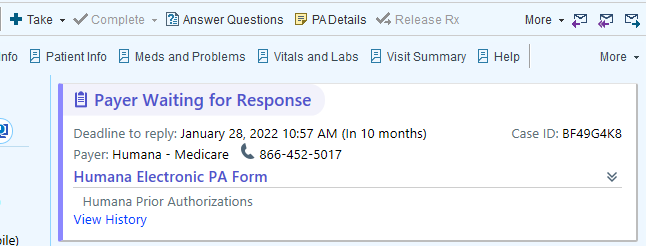 Take Complete Answer Questions PA Details Release Rx More
nfo Patient Info Meds and Problems Vitals and Labs Visit Summary Help More
Payer Waiting for Response
Deadline to reply: January 28, 2022 10:57 AM (In 10 months) Case ID: BF49G4K8
Payer: Humana - Medicare 866-452-5017
Humana Electronic PA Form
Humana Prior Authorizations
View History
bile)